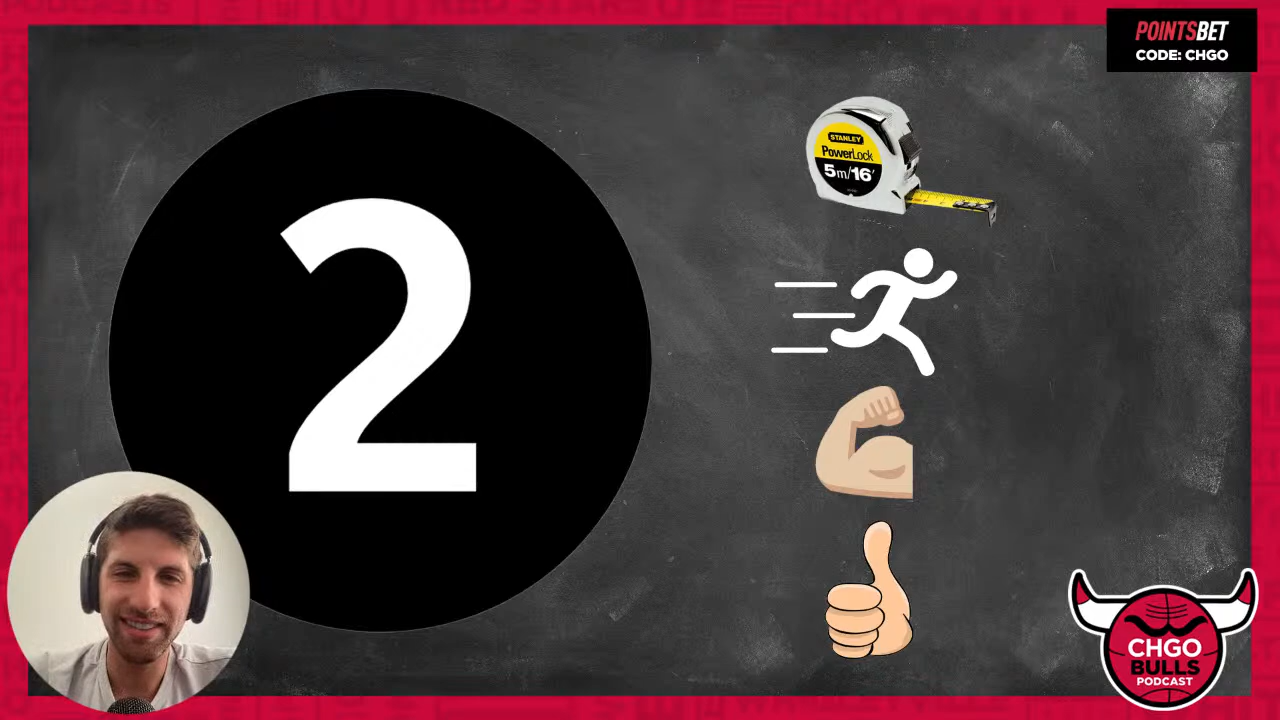 POINTSBET
CODE: CHGO
STANLEY
PowerLock
5m/16'
2
CHGO
BULLS
PODCAST